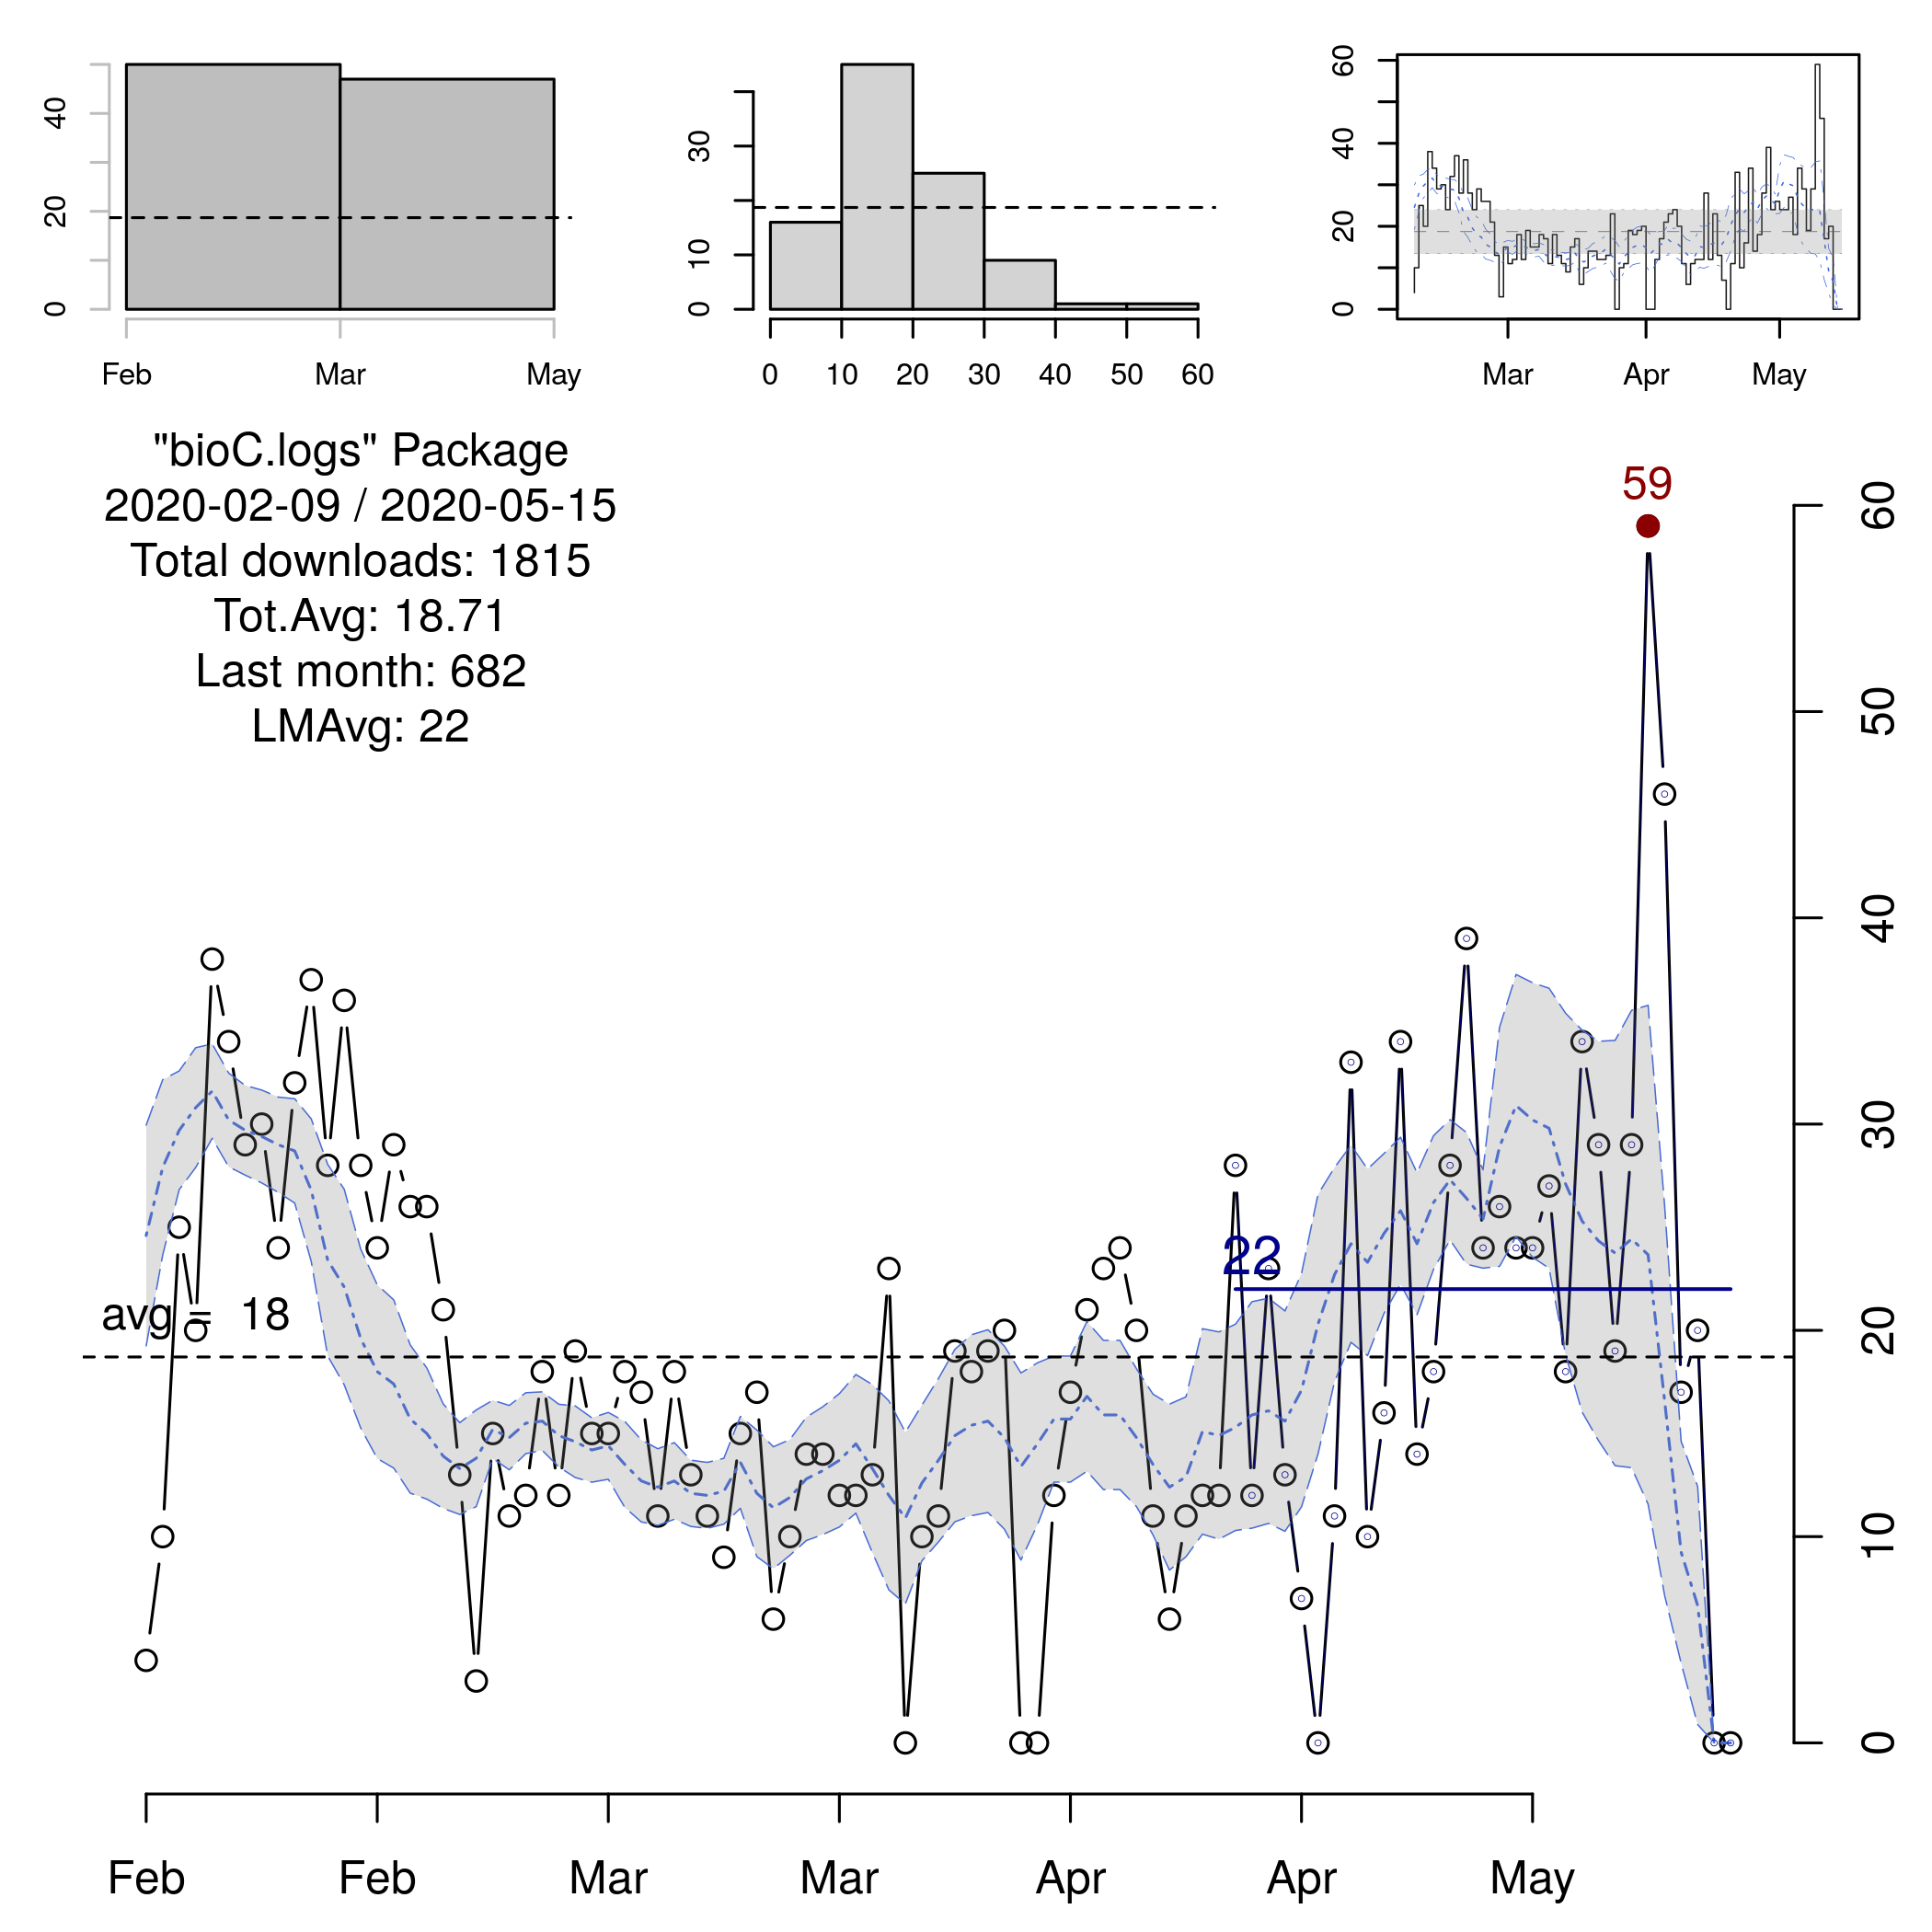 40
20
0
Feb Mar May
30
10
0
0 10 20 30 40 50 60
60
40
20
0
Mar Apr May
"bioC.logs" Package
2020-02-09 / 2020-05-15
Total downloads: 1815
Tot.Avg: 18.71
Last month: 682
LMAvg: 22
59
22
avg = 18
60
50
40
30
20
10
0
Feb Feb Mar Mar Apr Apr May